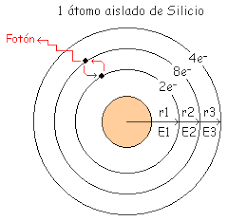 1 átomo aislado de Silicio
Fotón
4e-
8e-
2e-
r1 r2 r3
E1 E2 E3